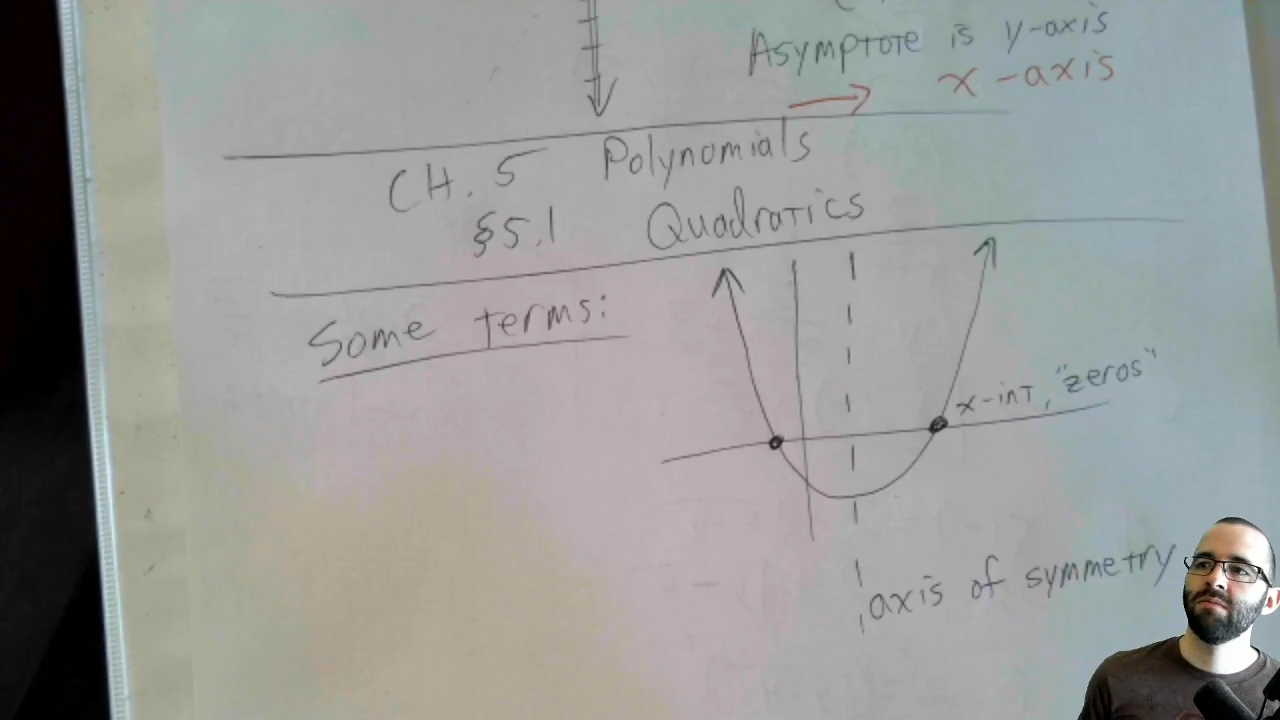 Asymptote is y-axis
x-axis
CH. 5 Polynomials
§5.1 Quadratics
Some terms:
x-int, "zeros"
axis of symmetry